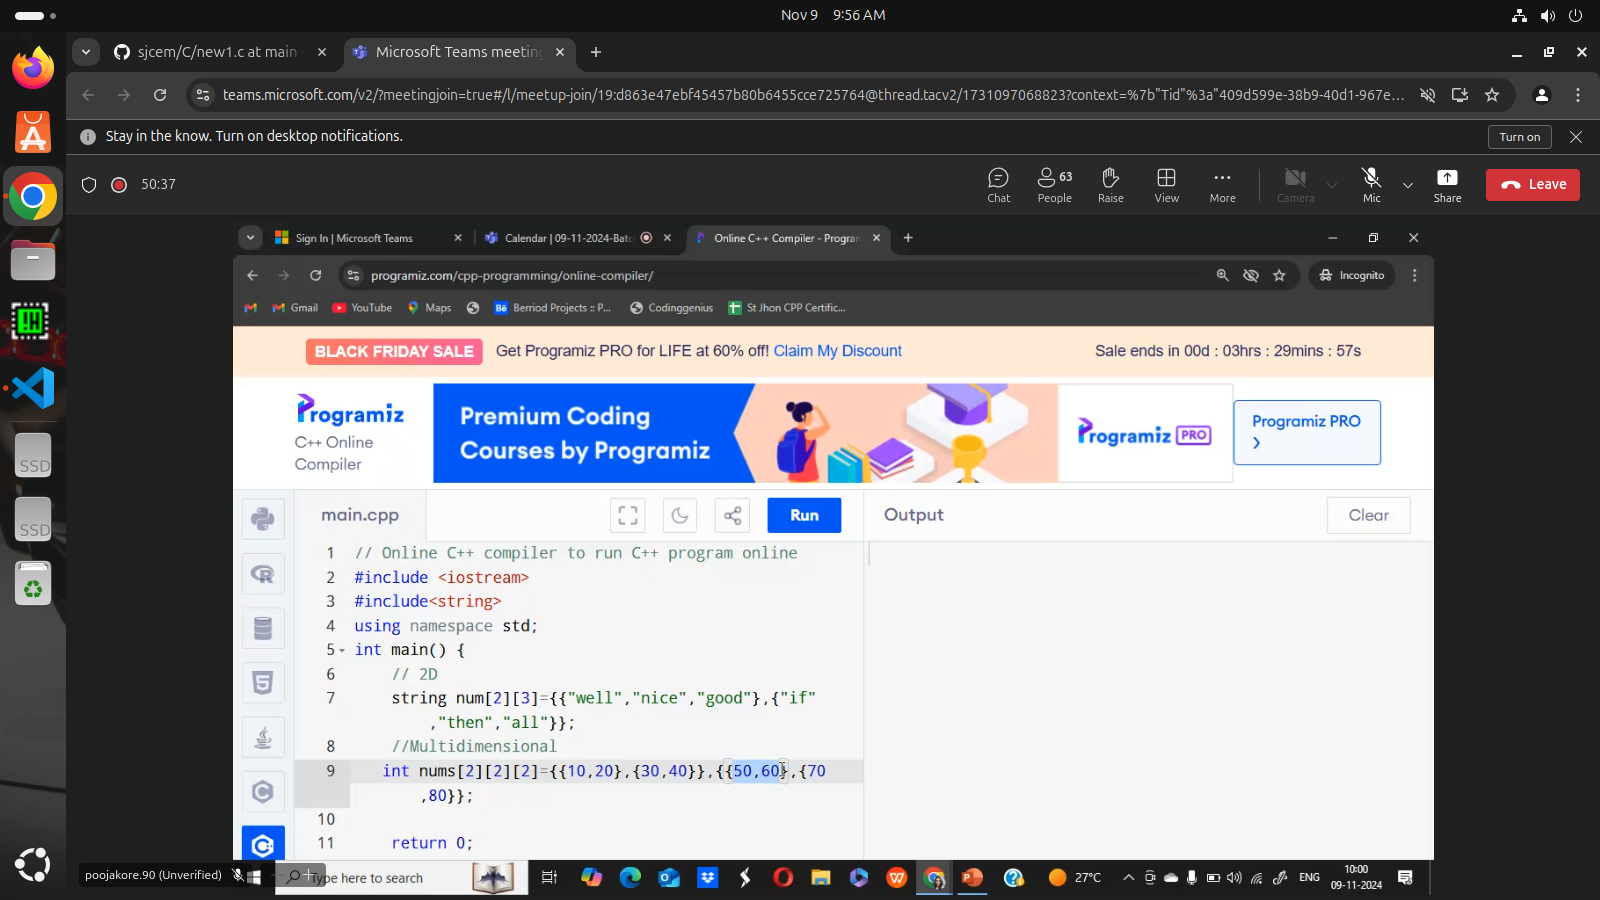 Nov 9 9:56 AM
sjcem/C/new1.c at main
Microsoft Teams meeting
teams.microsoft.com/v2/?meetingjoin=true#/l/meetup-join/19:d863e47ebf45457b80b6455cce725764@thread.tacv2/1731097068823?context=%7b"Tid"%3a"409d599e-38b9-40d1-967e...
Stay in the know. Turn on desktop notifications.
Turn on
50:37
Chat
People 63
Raise
View
More
Camera
Mic
Share
Leave
Sign In | Microsoft Teams
Calendar | 09-11-2024-Batc
Online C++ Compiler - Program
programiz.com/cpp-programming/online-compiler/
Incognito
Gmail
YouTube
Maps
Berriod Projects :: P...
Codinggenius
St Jhon CPP Certific...
BLACK FRIDAY SALE Get Programiz PRO for LIFE at 60% off! Claim My Discount
Sale ends in 00d : 03hrs : 29mins : 57s
Programiz
C++ Online
Compiler
Premium Coding
Courses by Programiz
Programiz PRO
Programiz PRO
main.cpp
Run
Output
Clear
1 // Online C++ compiler to run C++ program online
2 #include <iostream>
3 #include<string>
4 using namespace std;
5 int main() {
6 // 2D
7 string num[2][3]={{"well","nice","good"},{"if"
,"then","all"}};
8 //Multidimensional
9 int nums[2][2][2]={{10,20},{30,40}},{{50,60},{70
,80}};
10
11 return 0;
SSD
SSD
poojakore.90 (Unverified)
Type here to search
27°C
ENG
10:00
09-11-2024